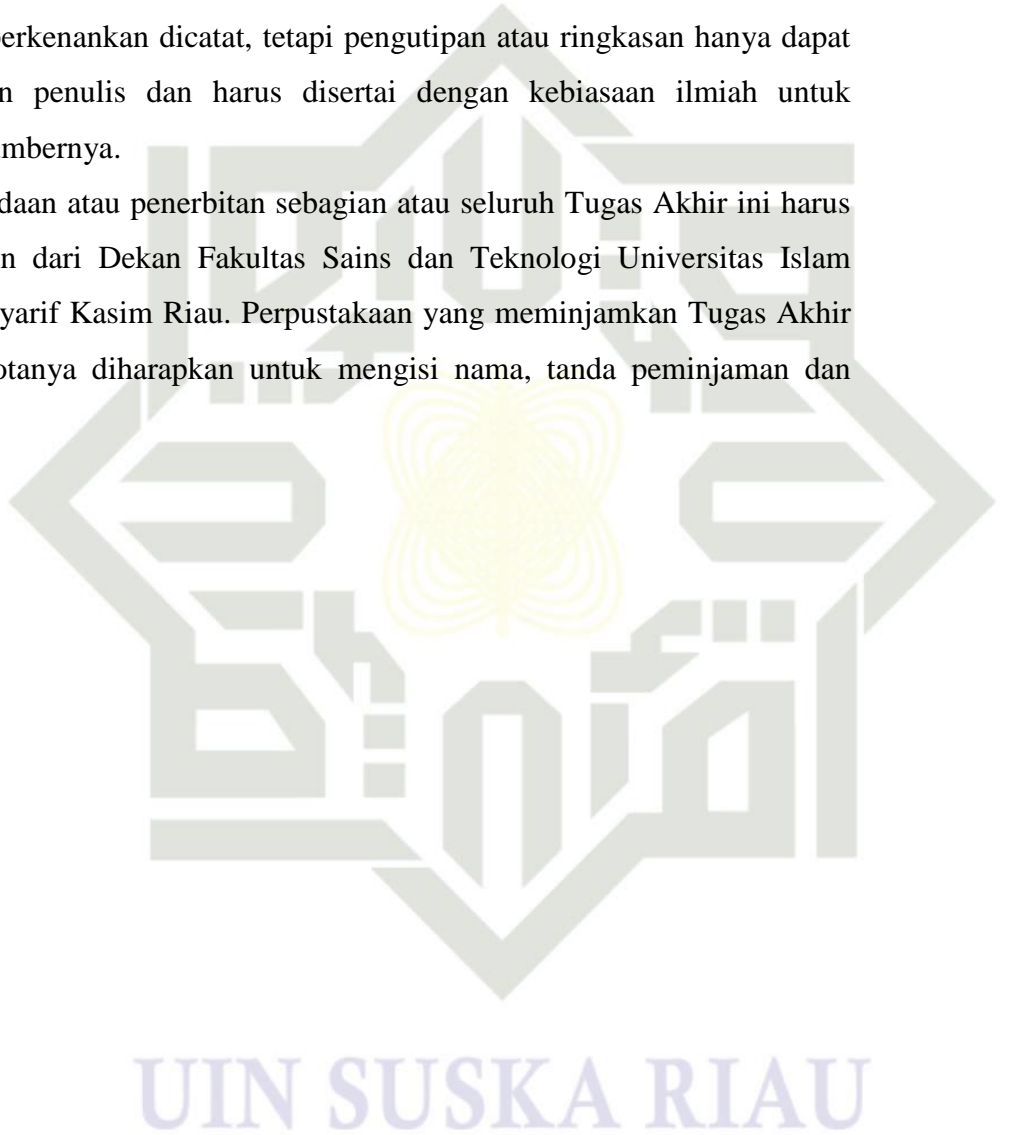 erkenankan dicatat, tetapi pengutipan atau ringkasan hanya dapat
n penulis dan harus disertai dengan kebiasaan ilmiah untuk
umbernya.
daan atau penerbitan sebagian atau seluruh Tugas Akhir ini harus
n dari Dekan Fakultas Sains dan Teknologi Universitas Islam
yarif Kasim Riau. Perpustakaan yang meminjamkan Tugas Akhir
otanya diharapkan untuk mengisi nama, tanda peminjaman dan
UIN SUSKA RIAU